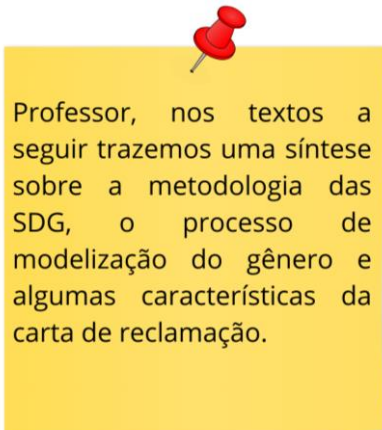 Professor, nos textos a
seguir trazemos uma síntese
sobre a metodologia das
SDG, o processo de
modelização do gênero e
algumas características da
carta de reclamação.